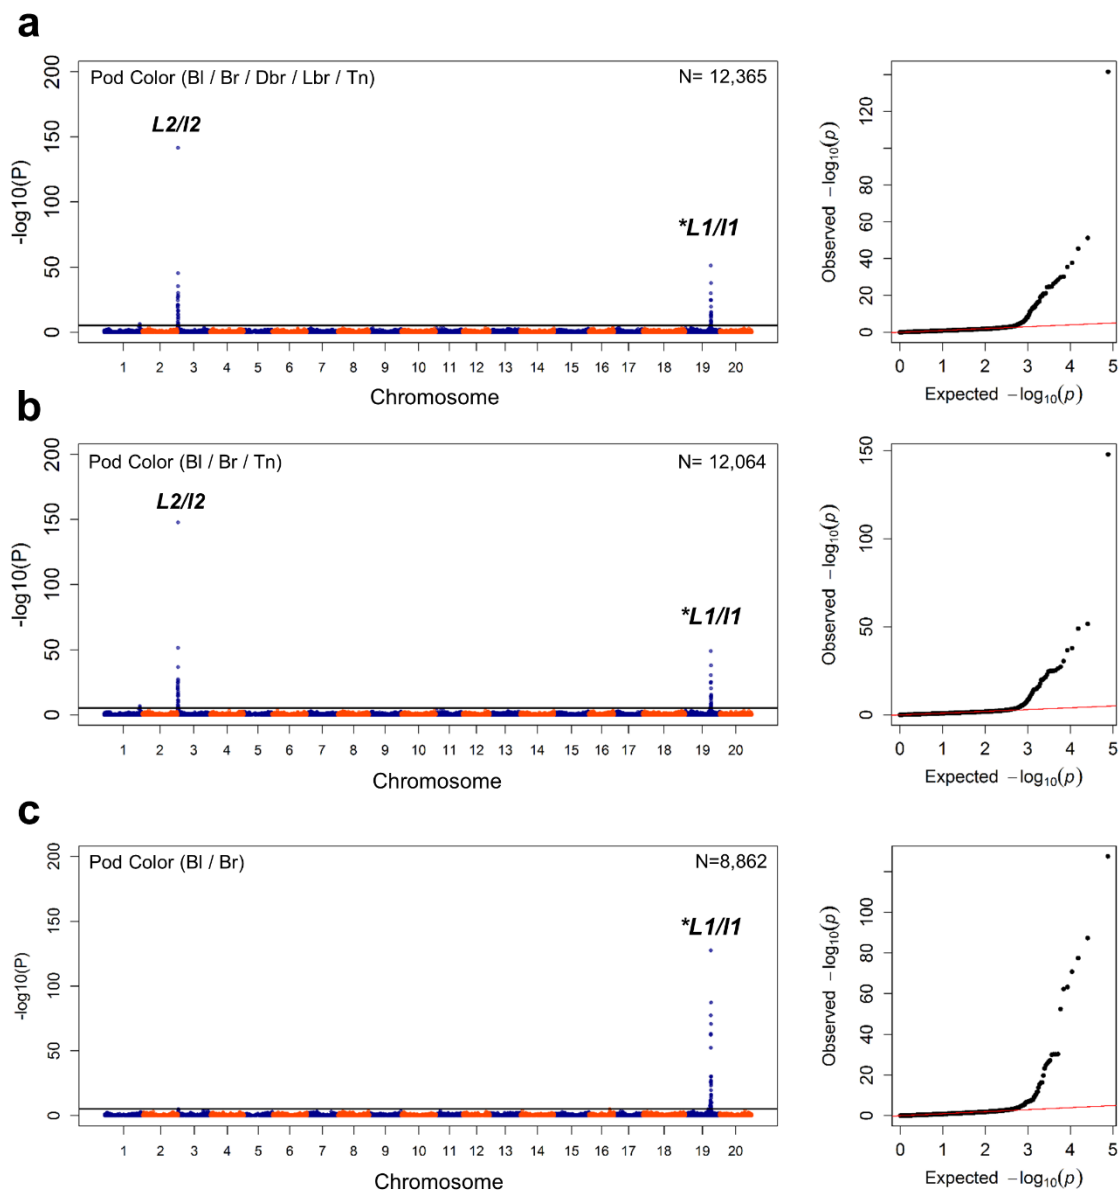 a
Pod Color (Bl / Br / Dbr / Lbr / Tn)
N= 12,365
L2/l2
*L1/l1
-log10(P)
0 50 100 150 200
1 2 3 4 5 6 7 8 9 10 11 12 13 14 15 16 17 19 20
Chromosome
Observed −log10(p)
0 20 40 60 80 120
0 1 2 3 4 5
Expected −log10(p)
b
Pod Color (Bl / Br / Tn)
N= 12,064
L2/l2
*L1/l1
-log10(P)
0 50 100 150 200
1 2 3 4 5 6 7 8 9 10 11 12 13 14 15 16 17 19 20
Chromosome
Observed −log10(p)
0 50 100 150
0 1 2 3 4 5
Expected −log10(p)
c
Pod Color (Bl / Br)
N=8,862
*L1/l1
-log10(P)
0 50 100 150 200
1 2 3 4 5 6 7 8 9 10 11 12 13 14 15 16 17 19 20
Chromosome
Observed −log10(p)
0 20 40 60 80 100
0 1 2 3 4 5
Expected −log10(p)